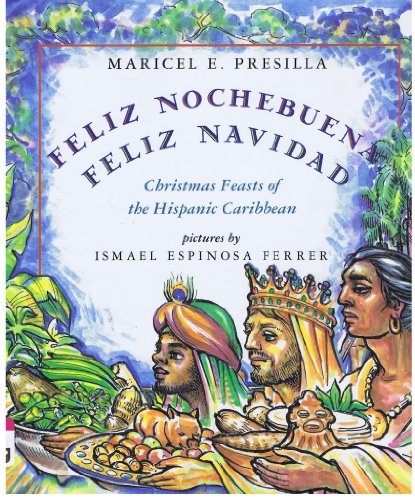 MARICEL E. PRESILLA
FELIZ NOCHEBUENA
FELIZ NAVIDAD
Christmas Feasts of
the Hispanic Caribbean
pictures by
ISMAEL ESPINOSA FERRER